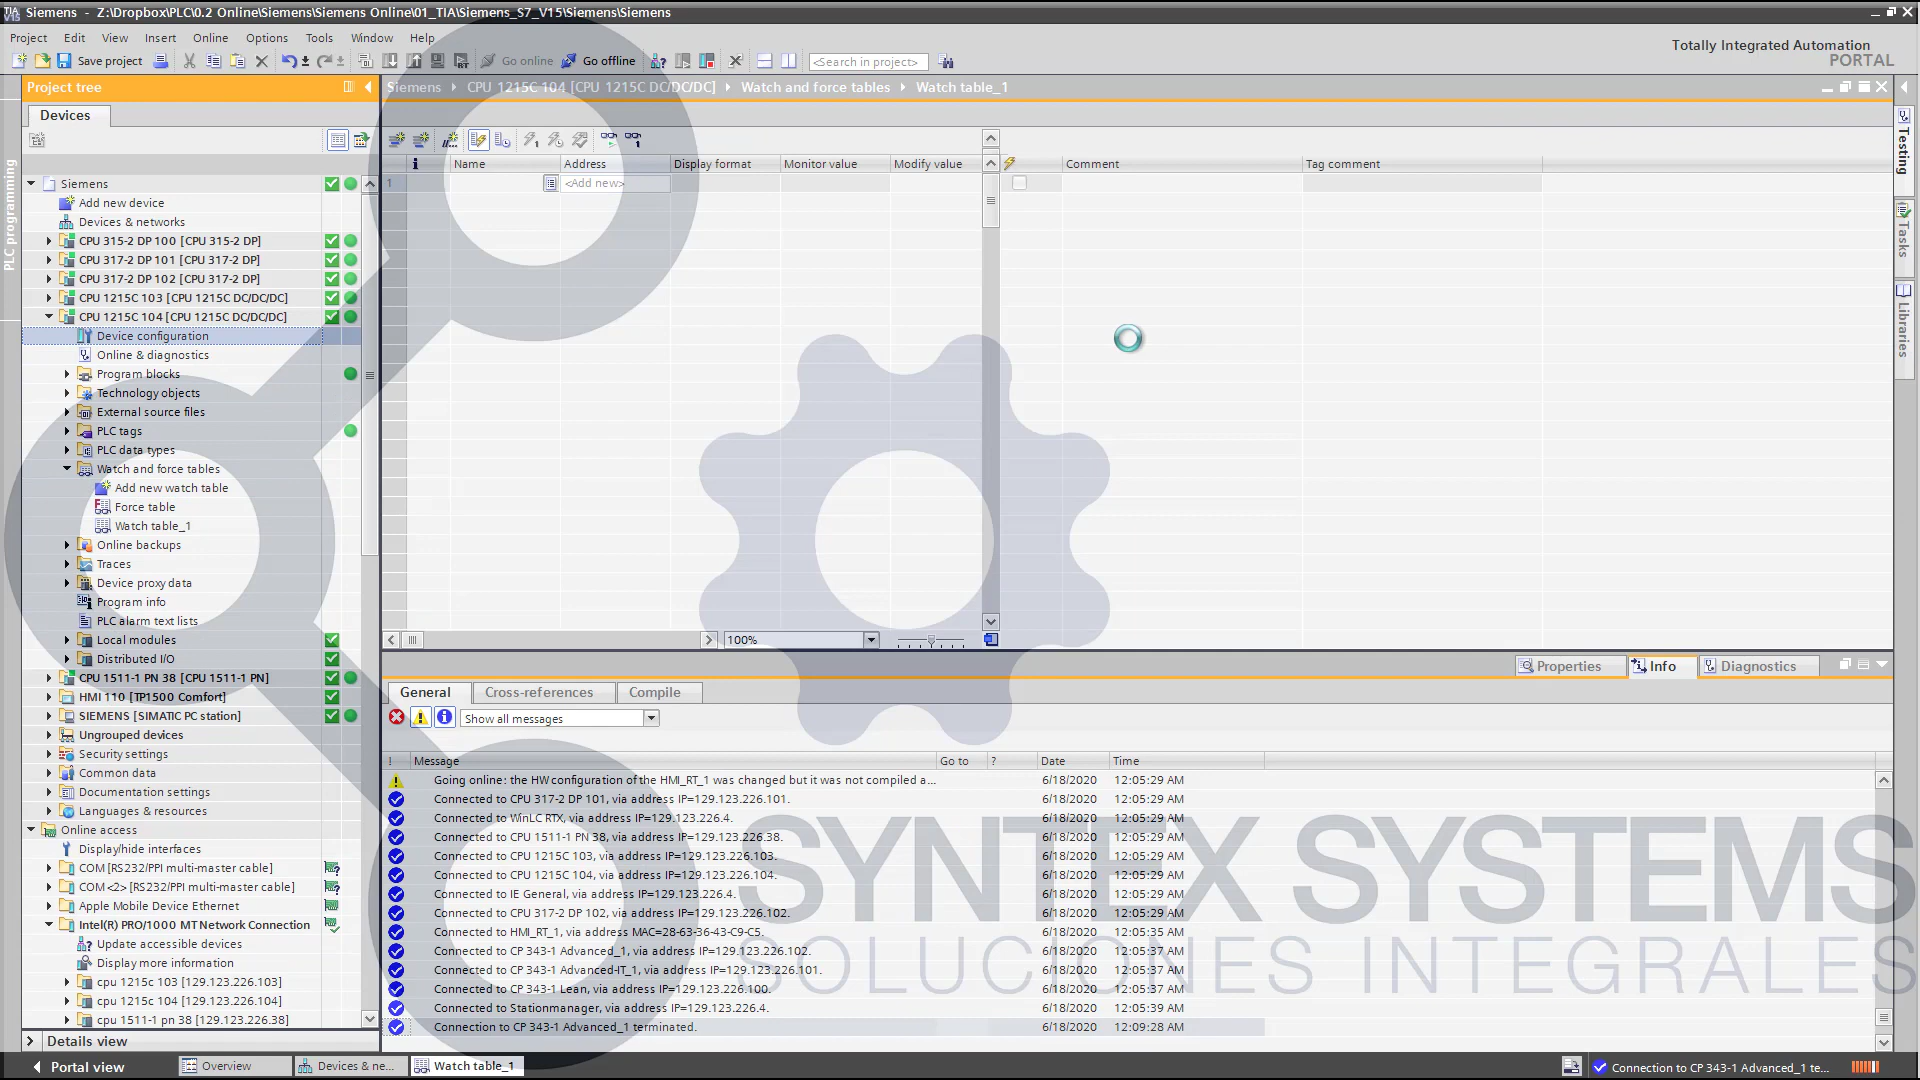 Siemens - Z:\Dropbox\PLC\0.2 Online\Siemens\Siemens Online\01_TIA\Siemens_S7_V15\Siemens\Siemens
Project Edit View Insert Online Options Tools Window Help
Totally Integrated Automation
PORTAL
Save project Go online Go offline <Search in project>
Project tree
Siemens CPU 1215C 104 [CPU 1215C DC/DC/DC] Watch and force tables Watch table_1
Devices
PLC programming
Testing
Tasks
Libraries
i Name Address Display format Monitor value Modify value Comment Tag comment
1 <Add new>
Siemens
Add new device
Devices & networks
CPU 315-2 DP 100 [CPU 315-2 DP]
CPU 317-2 DP 101 [CPU 317-2 DP]
CPU 317-2 DP 102 [CPU 317-2 DP]
CPU 1215C 103 [CPU 1215C DC/DC/DC]
CPU 1215C 104 [CPU 1215C DC/DC/DC]
Device configuration
Online & diagnostics
Program blocks
Technology objects
External source files
PLC tags
PLC data types
Watch and force tables
Add new watch table
Force table
Watch table_1
Online backups
Traces
Device proxy data
Program info
PLC alarm text lists
Local modules
Distributed I/O
CPU 1511-1 PN 38 [CPU 1511-1 PN]
HMI 110 [TP1500 Comfort]
SIEMENS [SIMATIC PC station]
Ungrouped devices
Security settings
Common data
Documentation settings
Languages & resources
Online access
Display/hide interfaces
COM [RS232/PPI multi-master cable]
COM <2> [RS232/PPI multi-master cable]
Apple Mobile Device Ethernet
Intel(R) PRO/1000 MT Network Connection
Update accessible devices
Display more information
cpu 1215c 103 [129.123.226.103]
cpu 1215c 104 [129.123.226.104]
cpu 1511-1 pn 38 [129.123.226.38]
Details view
100%
Properties Info Diagnostics
General Cross-references Compile
Show all messages
! Message Go to ? Date Time
Going online: the HW configuration of the HMI_RT_1 was changed but it was not compiled a... 6/18/2020 12:05:29 AM
Connected to CPU 317-2 DP 101, via address IP=129.123.226.101. 6/18/2020 12:05:29 AM
Connected to WinLC RTX, via address IP=129.123.226.4. 6/18/2020 12:05:29 AM
Connected to CPU 1511-1 PN 38, via address IP=129.123.226.38. 6/18/2020 12:05:29 AM
Connected to CPU 1215C 103, via address IP=129.123.226.103. 6/18/2020 12:05:29 AM
Connected to CPU 1215C 104, via address IP=129.123.226.104. 6/18/2020 12:05:29 AM
Connected to IE General, via address IP=129.123.226.4. 6/18/2020 12:05:29 AM
Connected to CPU 317-2 DP 102, via address IP=129.123.226.102. 6/18/2020 12:05:29 AM
Connected to HMI_RT_1, via address MAC=28-63-36-43-C9-C5. 6/18/2020 12:05:35 AM
Connected to CP 343-1 Advanced_1, via address IP=129.123.226.102. 6/18/2020 12:05:37 AM
Connected to CP 343-1 Advanced-IT_1, via address IP=129.123.226.101. 6/18/2020 12:05:37 AM
Connected to CP 343-1 Lean, via address IP=129.123.226.100. 6/18/2020 12:05:37 AM
Connected to Stationmanager, via address IP=129.123.226.4. 6/18/2020 12:05:39 AM
Connection to CP 343-1 Advanced_1 terminated. 6/18/2020 12:09:28 AM
SYNTEX SYSTEMS
SOLUCIONES INTEGRALES
Portal view Overview Devices & ne... Watch table_1 Connection to CP 343-1 Advanced_1 te...